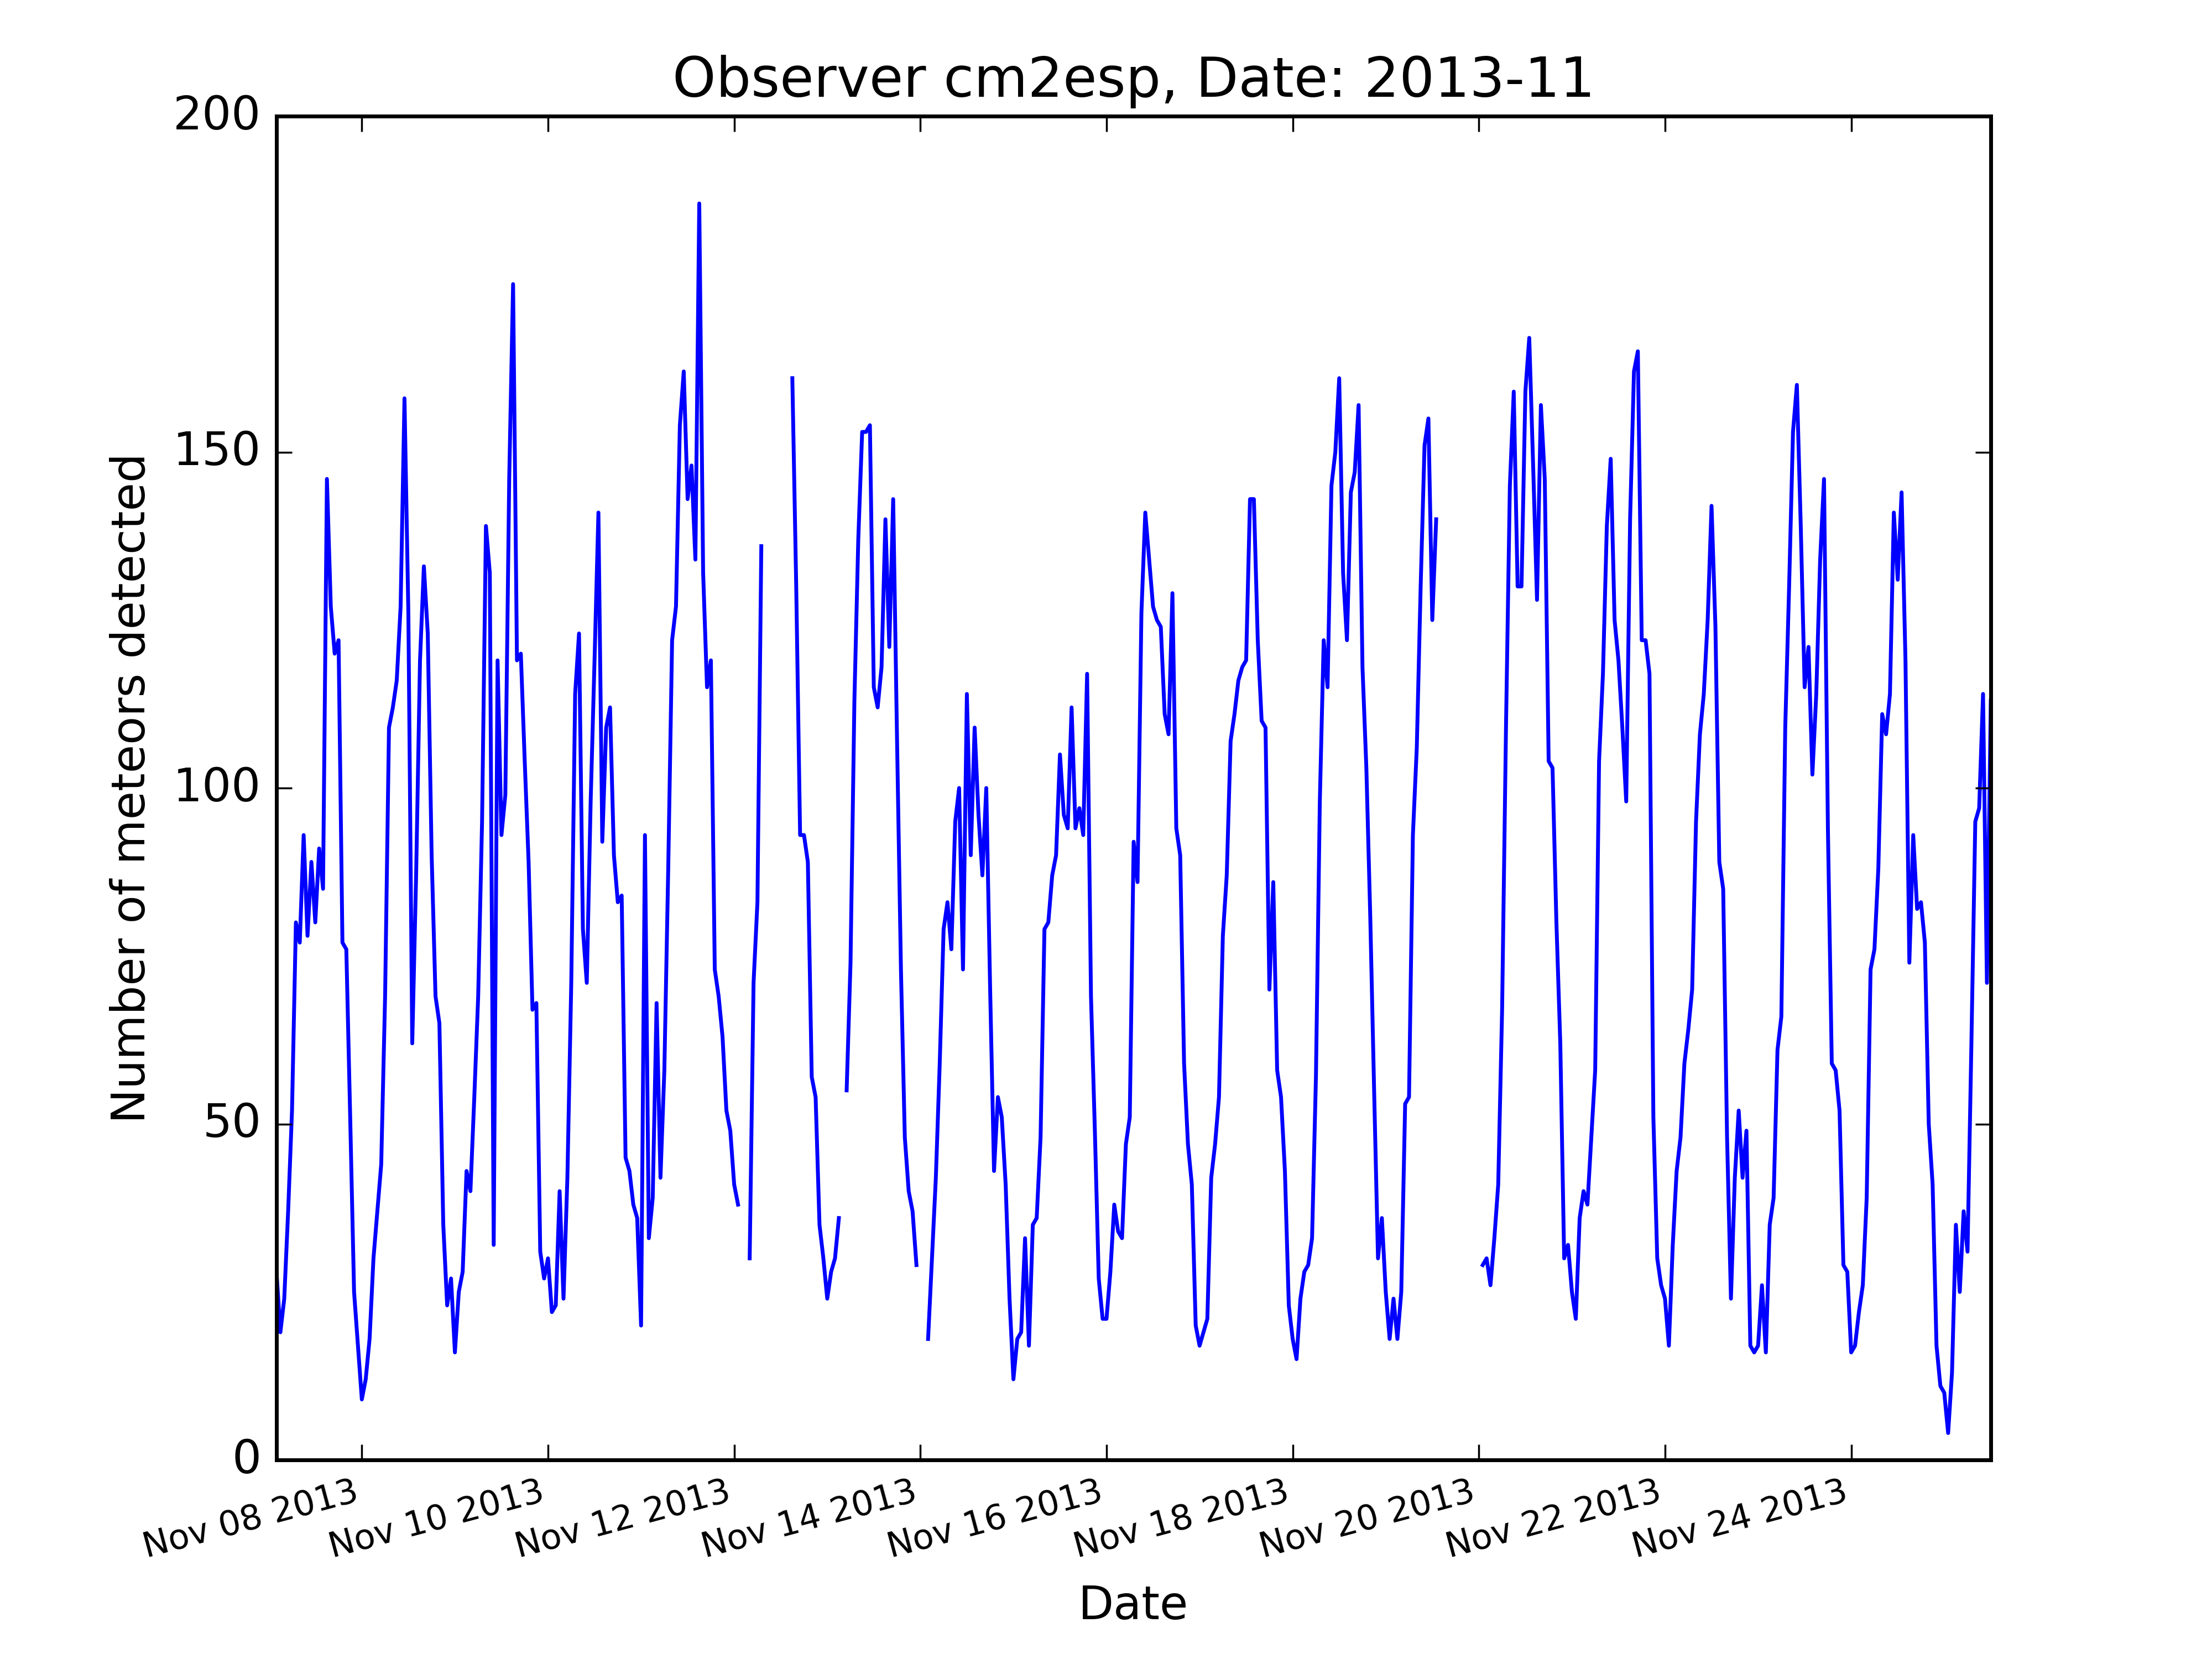 Observer cm2esp, Date: 2013-11
Number of meteors detected
200
150
100
50
0
Nov 08 2013
Nov 10 2013
Nov 12 2013
Nov 14 2013
Nov 16 2013
Nov 18 2013
Nov 20 2013
Nov 22 2013
Nov 24 2013
Date